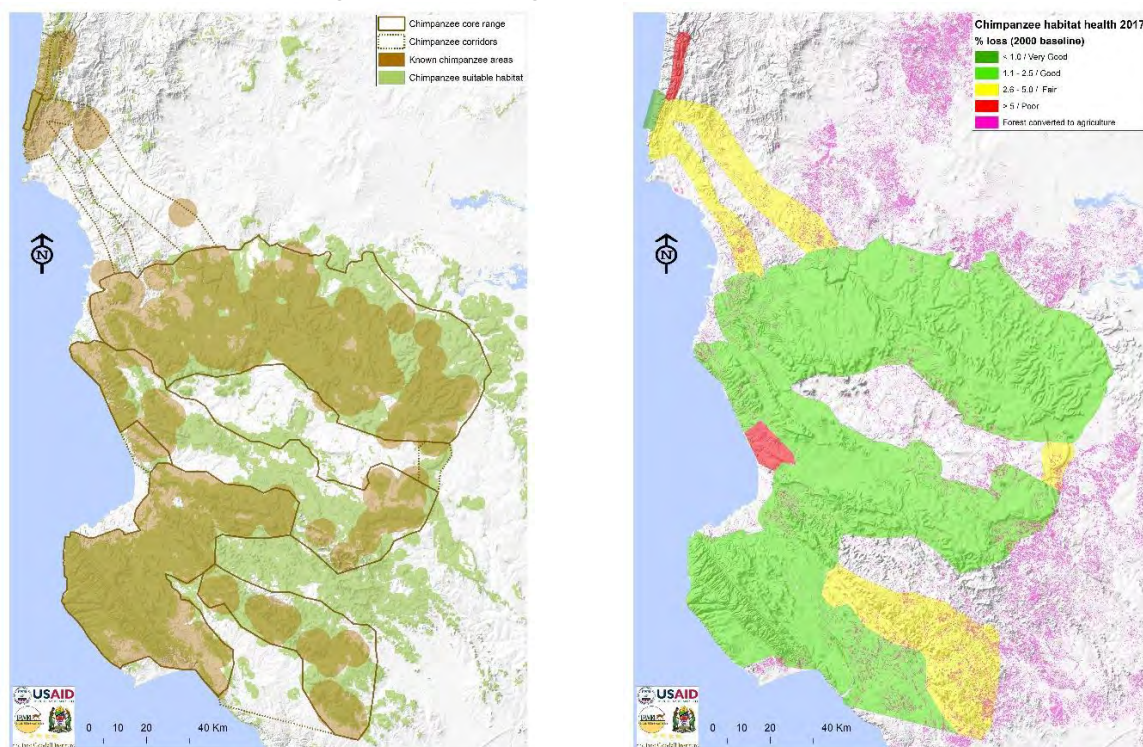 Chimpanzee core range
Chimpanzee corridors
Known chimpanzee areas
Chimpanzee suitable habitat
N
USAID
0 10 20 40 Km
Chimpanzee habitat health 2017
% loss (2000 baseline)
< 1.0 / Very Good
1.1 - 2.5 / Good
2.6 - 5.0 / Fair
> 5 / Poor
Forest converted to agriculture
N
USAID
0 10 20 40 Km